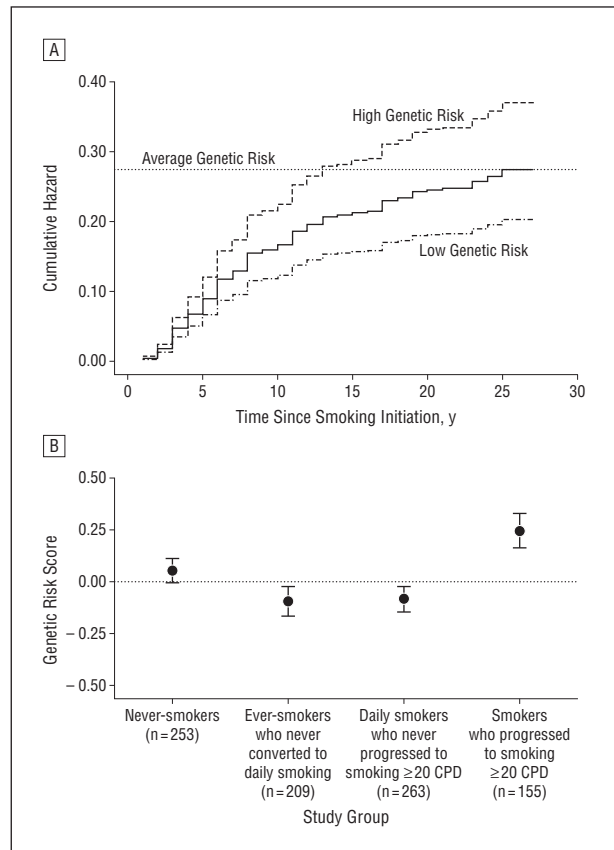 A
0.40
High Genetic Risk
0.30
Average Genetic Risk
Cumulative Hazard
0.20
Low Genetic Risk
0.10
0.00
0 5 10 15 20 25 30
Time Since Smoking Initiation, y
B
0.50
0.25
Genetic Risk Score
0.00
– 0.25
– 0.50
Never-smokers
(n = 253)
Ever-smokers
who never
converted to
daily smoking
(n = 209)
Daily smokers
who never
progressed to
smoking ≥20 CPD
(n = 263)
Smokers
who progressed
to smoking
≥20 CPD
(n = 155)
Study Group